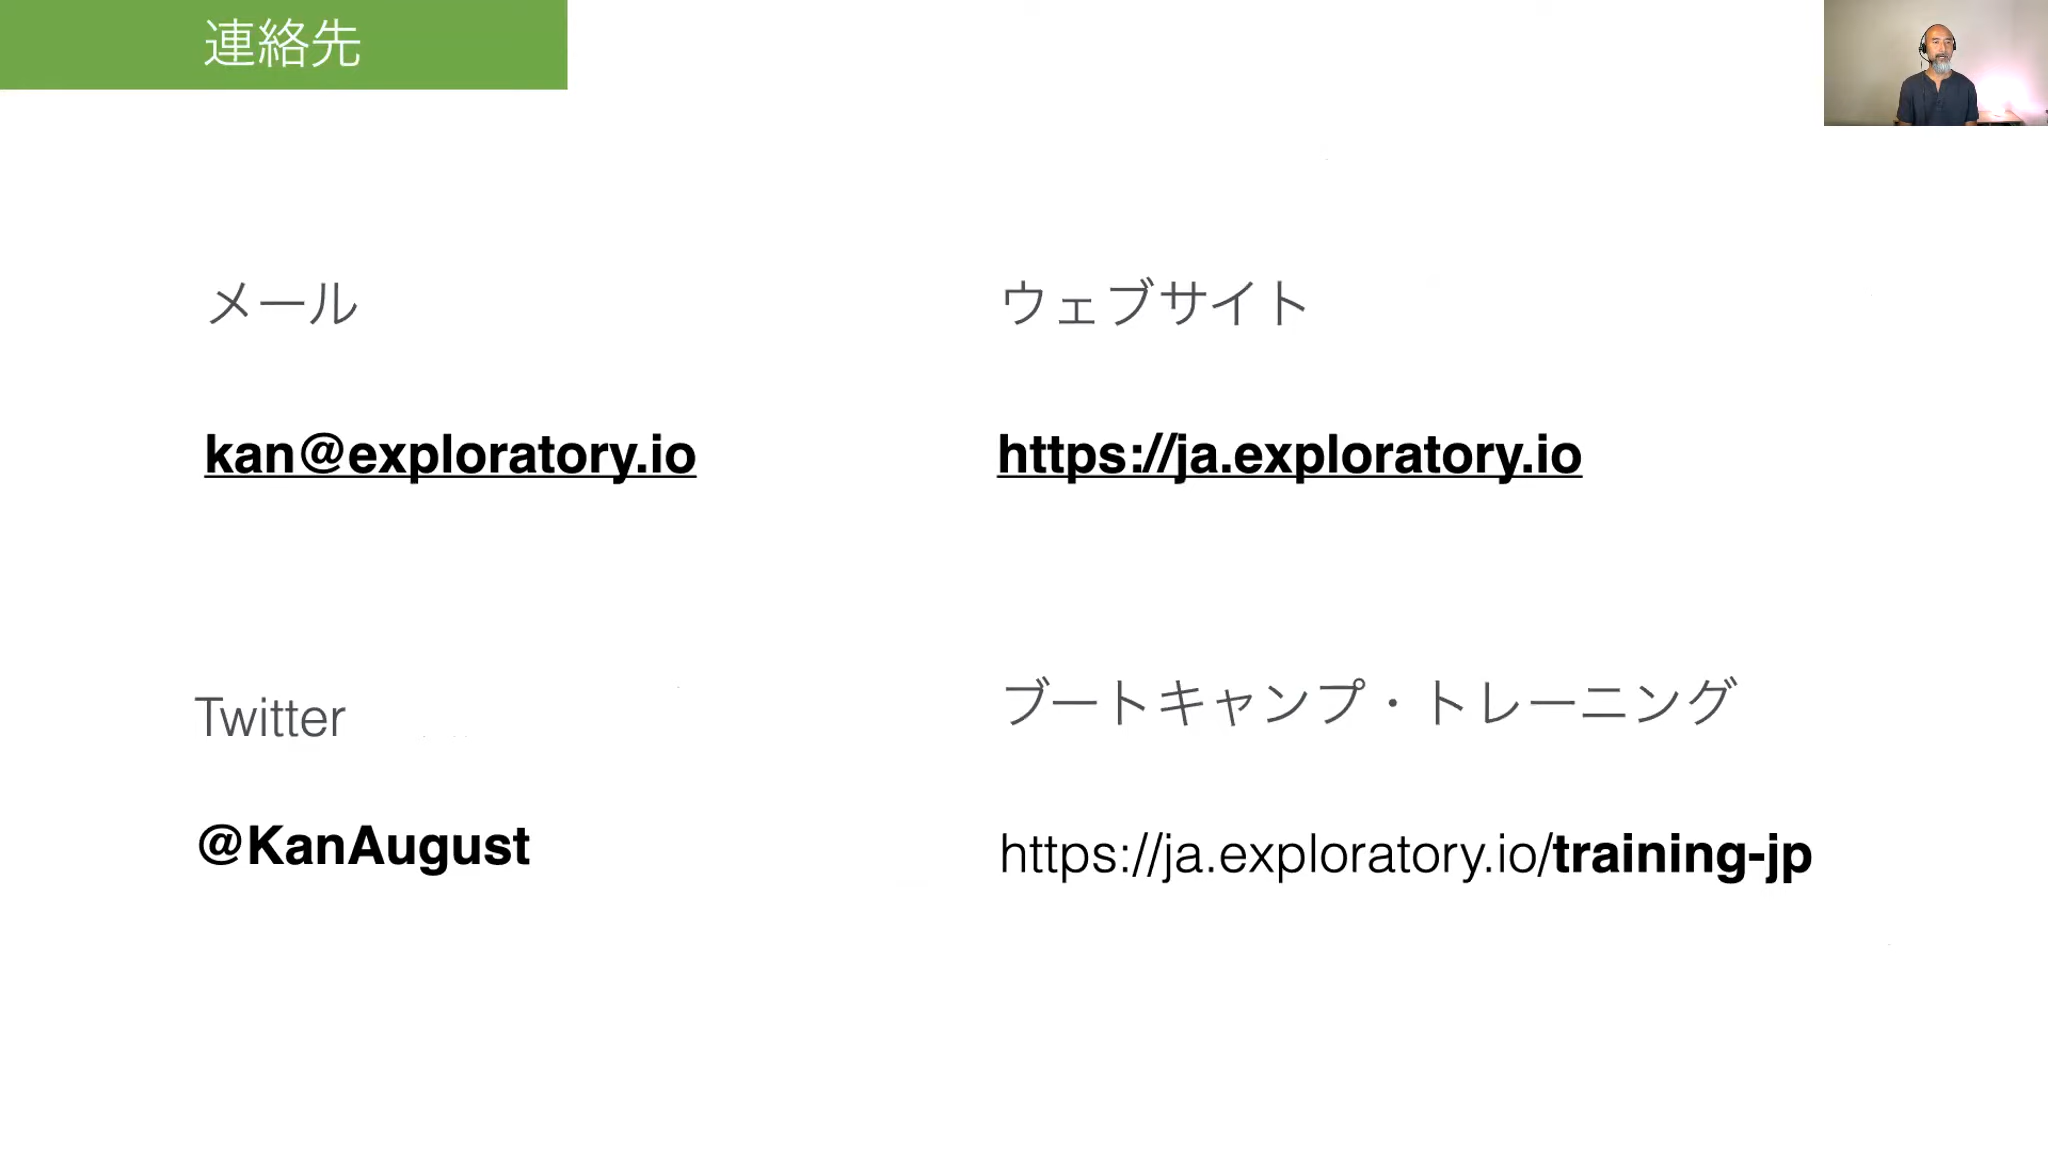 連絡先
メール
kan@exploratory.io
ウェブサイト
https://ja.exploratory.io
Twitter
@KanAugust
ブートキャンプ・トレーニング
https://ja.exploratory.io/training-jp